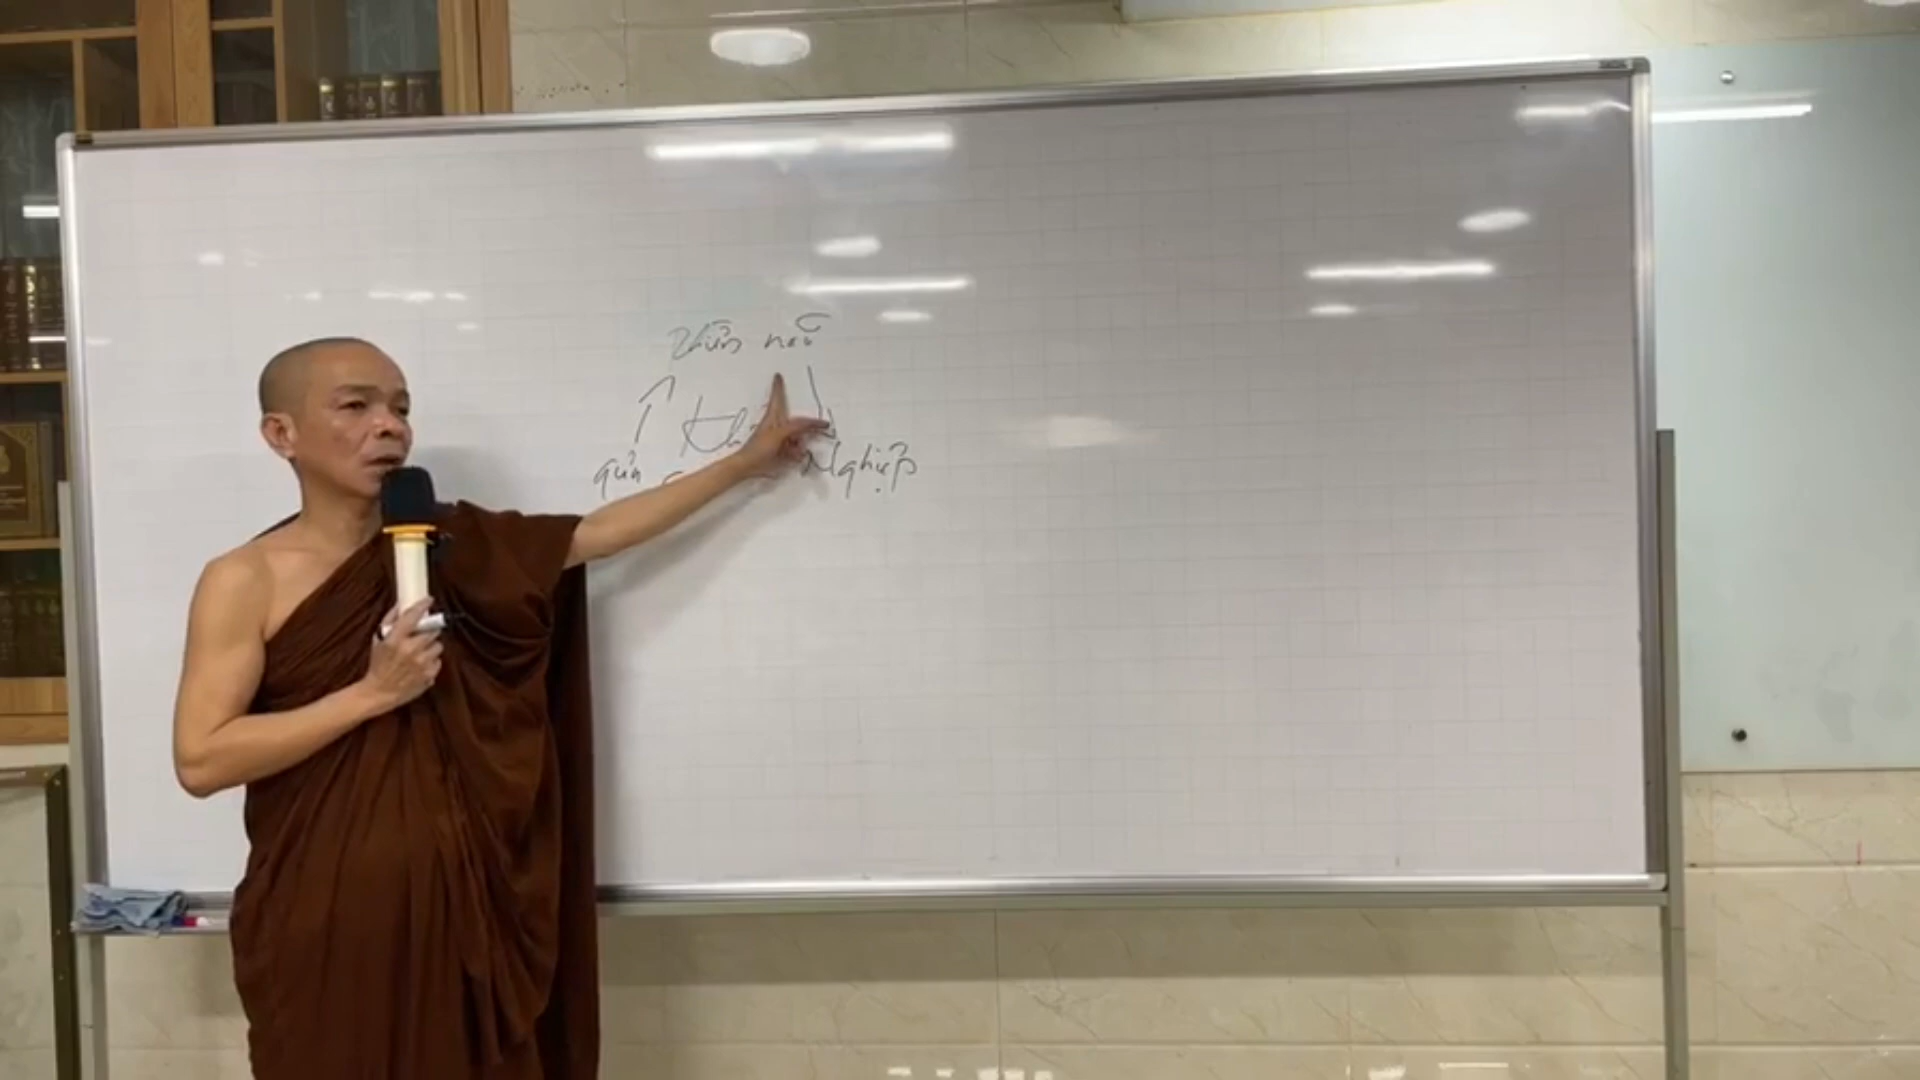 Phiền não
quả Nghiệp